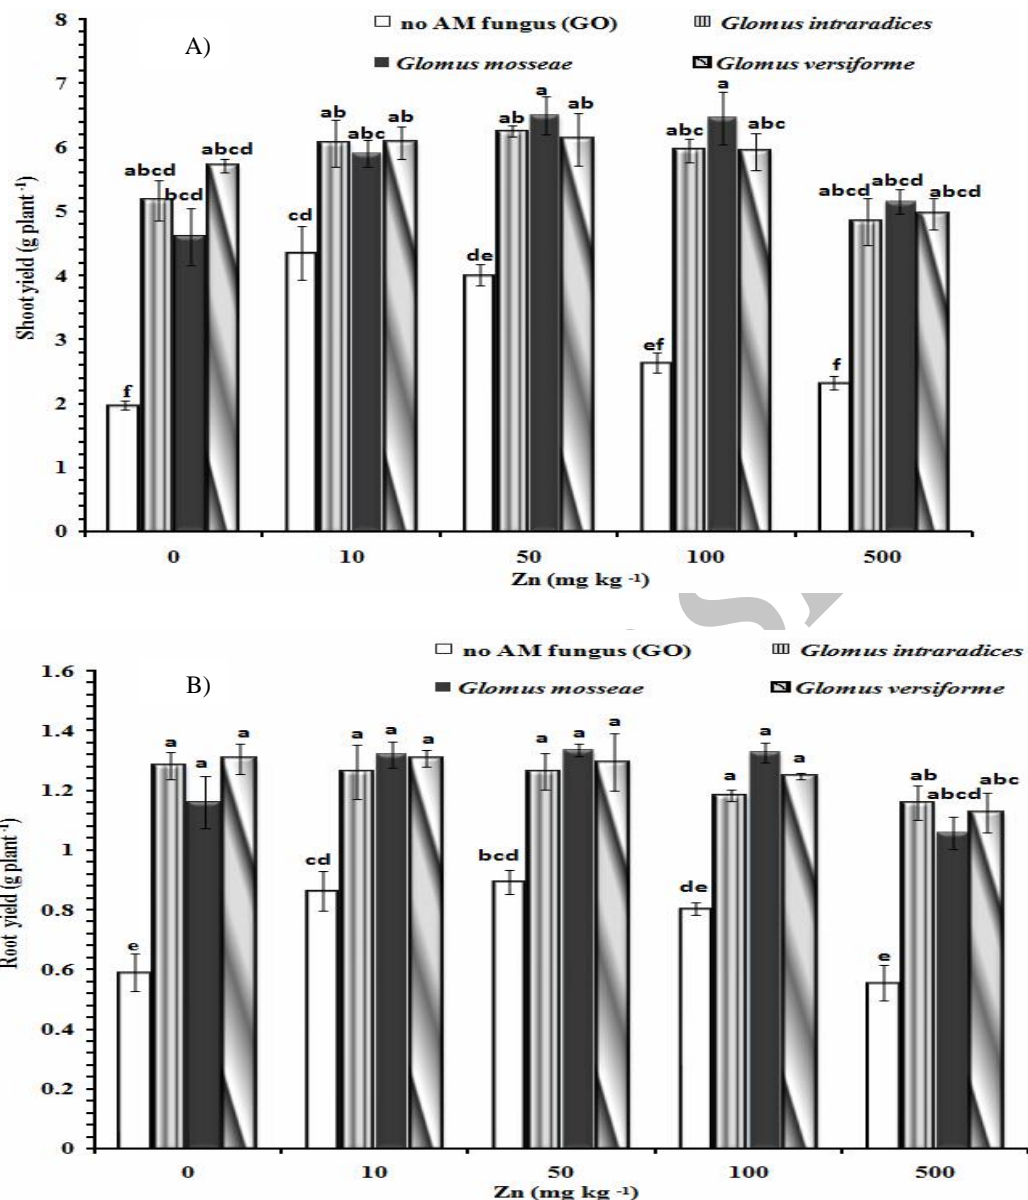 A)
no AM fungus (GO) Glomus intraradices
Glomus mosseae Glomus versiforme
8
7
6
5
4
3
2
1
0
Shoot yield (g plant⁻¹)
f abcd bcd abcd
cd ab abc ab
de ab a ab
ef abc a abc
f abcd abcd abcd
0 10 50 100 500
Zn (mg kg ⁻¹)
B)
no AM fungus (GO) Glomus intraradices
Glomus mosseae Glomus versiforme
1.6
1.4
1.2
1
0.8
0.6
0.4
0.2
0
Root yield (g plant⁻¹)
e a a a
cd a a a
bcd a a a
de a a a
e ab abcd abc
0 10 50 100 500
Zn (mg kg ⁻¹)